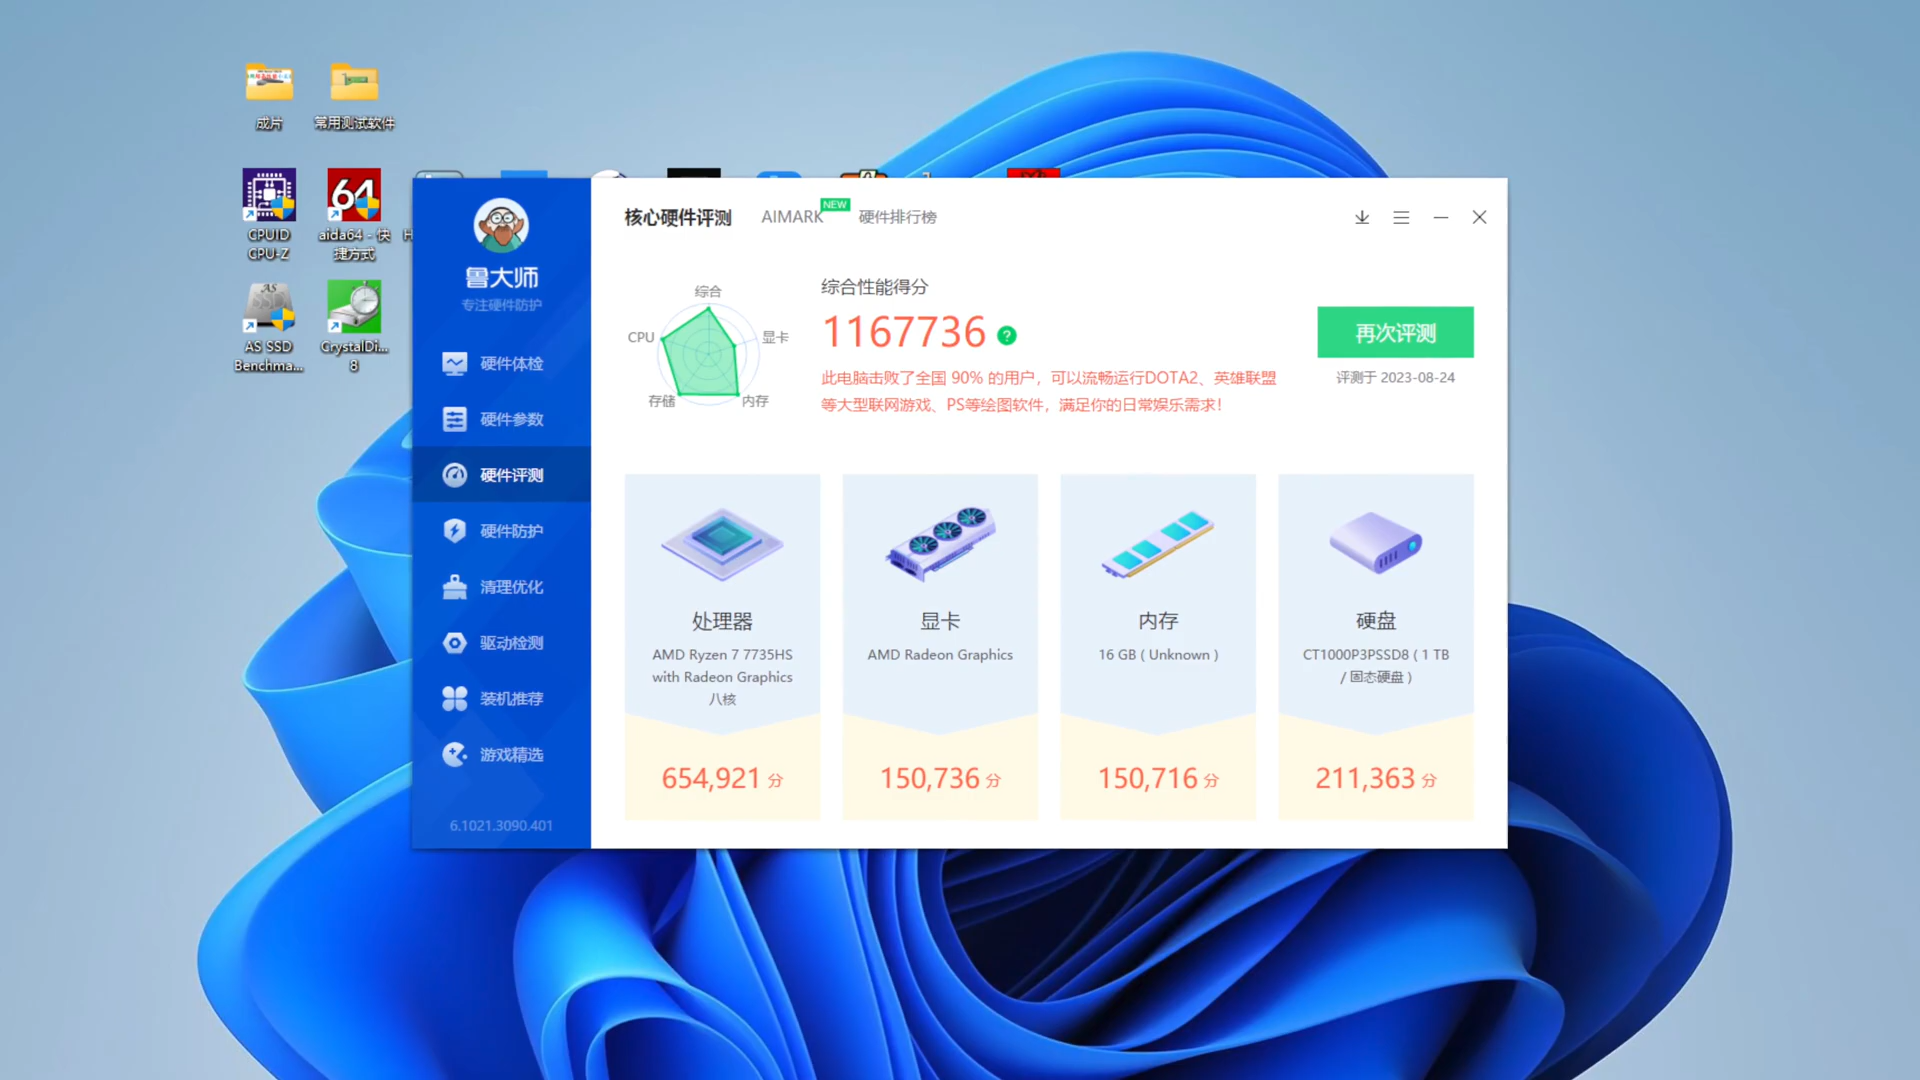 成片
常用测试软件
CPUID
CPU-Z
64
aida64 - 快
捷方式
H
AS
SSD
AS SSD
Benchma...
CrystalDi...
8
鲁大师
专注硬件防护
硬件体检
硬件参数
硬件评测
硬件防护
清理优化
驱动检测
装机推荐
游戏精选
6.1021.3090.401
核心硬件评测
AIMARK
NEW
硬件排行榜
综合
CPU
显卡
存储
内存
综合性能得分
1167736
?
此电脑击败了全国 90% 的用户，可以流畅运行DOTA2、英雄联盟
等大型联网游戏、PS等绘图软件，满足你的日常娱乐需求！
再次评测
评测于 2023-08-24
处理器
AMD Ryzen 7 7735HS
with Radeon Graphics
八核
654,921 分
显卡
AMD Radeon Graphics
150,736 分
内存
16 GB ( Unknown )
150,716 分
硬盘
CT1000P3PSSD8 ( 1 TB
/ 固态硬盘 )
211,363 分